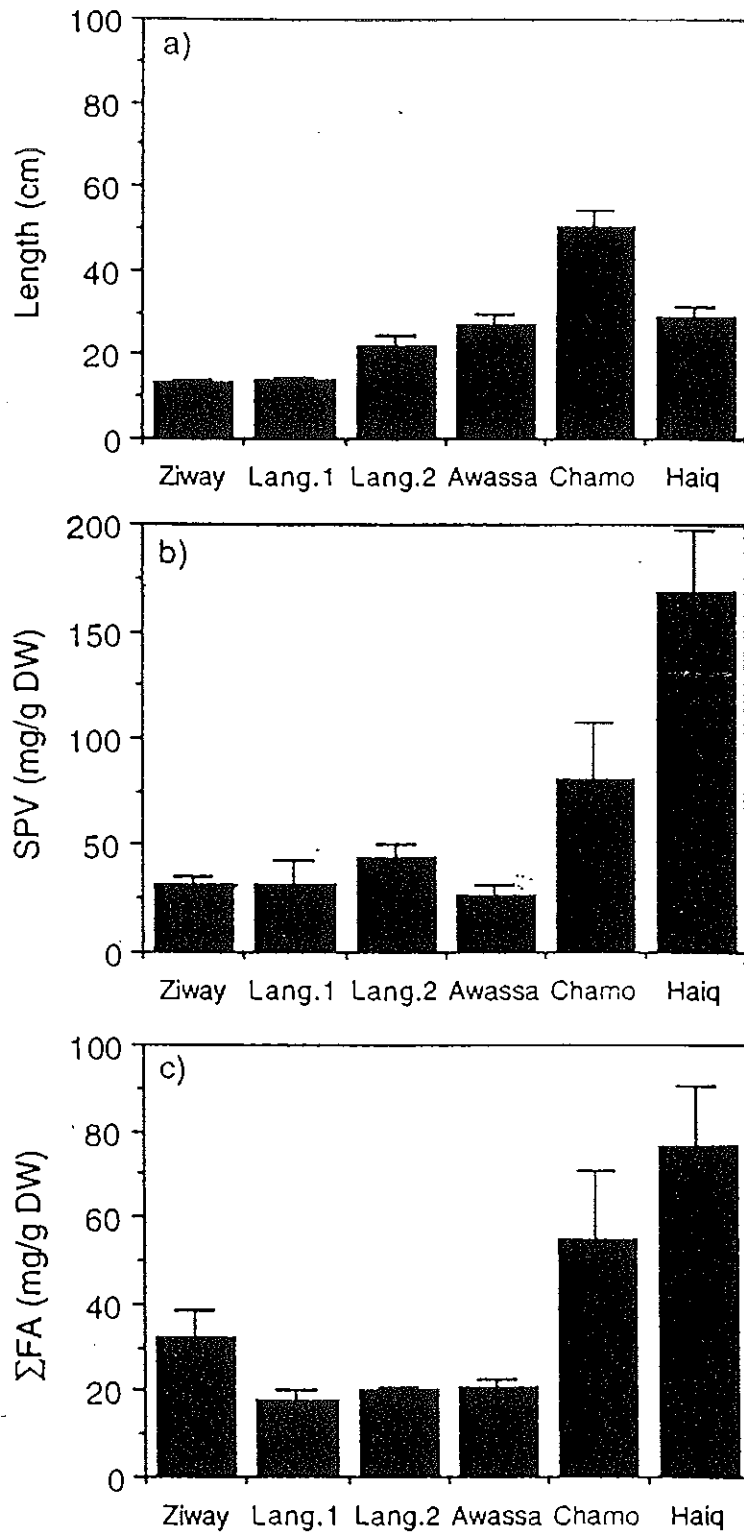 a)
100
80
60
40
20
0
Length (cm)
Ziway Lang.1 Lang.2 Awassa Chamo Haiq
b)
200
150
100
50
0
SPV (mg/g DW)
Ziway Lang.1 Lang.2 Awassa Chamo Haiq
c)
100
80
60
40
20
0
ΣFA (mg/g DW)
Ziway Lang.1 Lang.2 Awassa Chamo Haiq